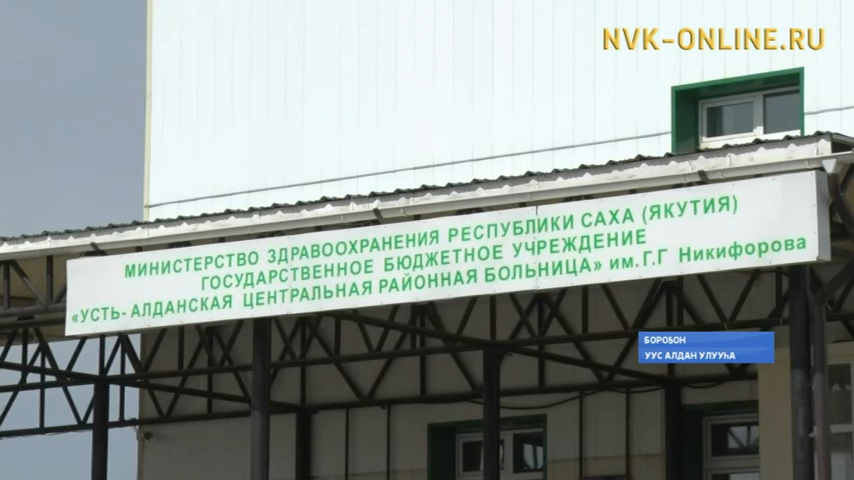 NVK-ONLINE.RU
МИНИСТЕРСТВО ЗДРАВООХРАНЕНИЯ РЕСПУБЛИКИ САХА (ЯКУТИЯ)
ГОСУДАРСТВЕННОЕ БЮДЖЕТНОЕ УЧРЕЖДЕНИЕ
«УСТЬ-АЛДАНСКАЯ ЦЕНТРАЛЬНАЯ РАЙОННАЯ БОЛЬНИЦА» им.Г.Г Никифорова
БОРОҔОН
УУС АЛДАН УЛУУҺА